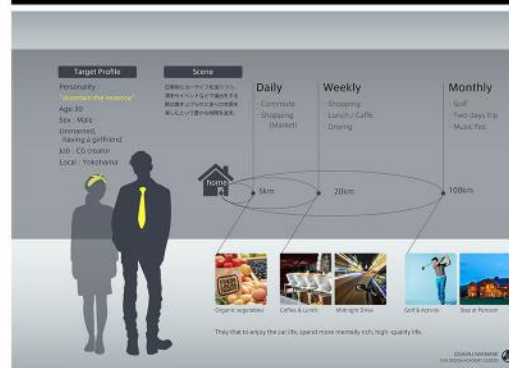 Target Profile
Personality :
"ascertain the essence"
Age: 30
Sex : Male
Unmarried,
having a girlfriend
Job : CG creator
Local : Yokohama
Scene
Daily
- Commute
- Shopping
(Market)
Weekly
- Shopping
- Lunch / Caffe
- Driving
Monthly
- Golf
- Two days trip
- Music Fes.
home
5km
20km
100km
Organic vegetables
Coffee & Lunch
Midnight Drive
Golf & Activity
Stay at Pension
They that to enjoy the car life, spend more mentally rich, high-quality life.